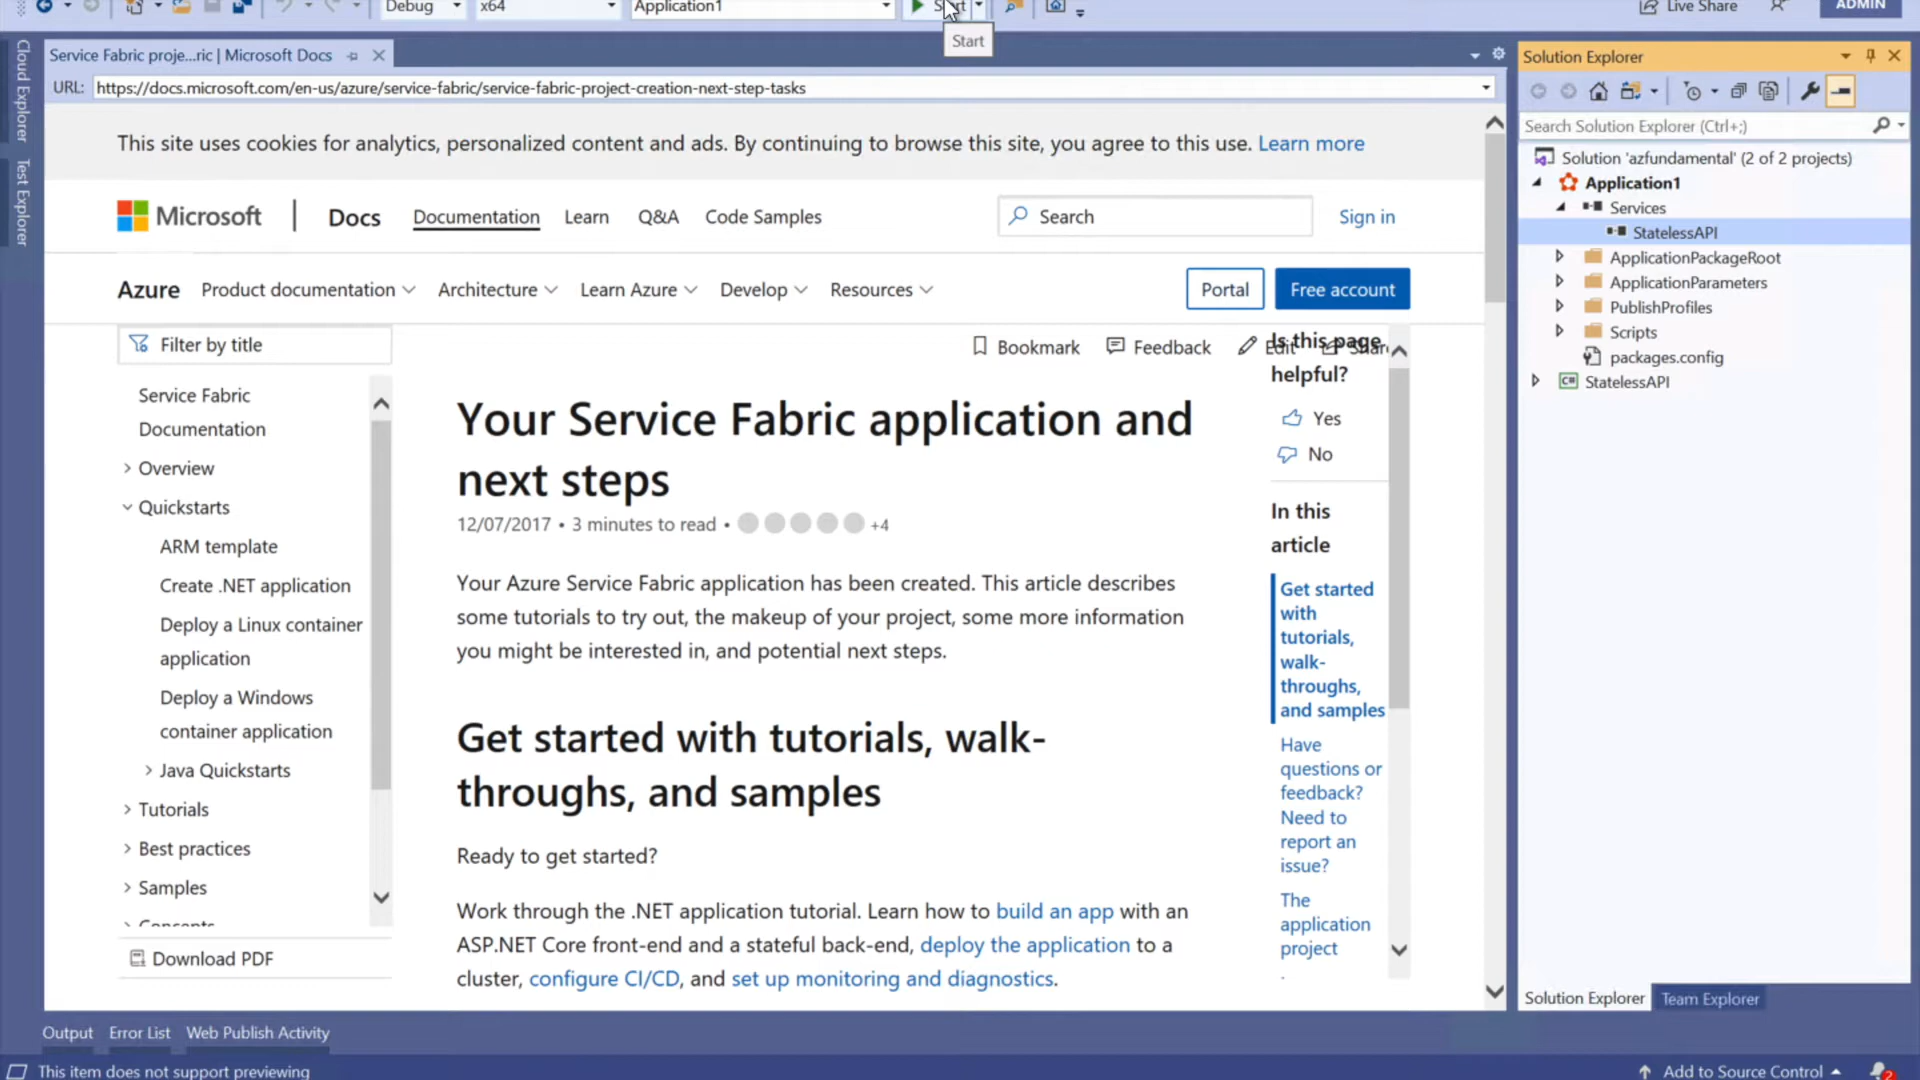 Debug
x64
Application1
Start
Live Share
ADMIN
Start
Cloud Explorer
Test Explorer
Service Fabric proje...ric | Microsoft Docs
URL: https://docs.microsoft.com/en-us/azure/service-fabric/service-fabric-project-creation-next-step-tasks
This site uses cookies for analytics, personalized content and ads. By continuing to browse this site, you agree to this use. Learn more
Microsoft
Docs
Documentation
Learn
Q&A
Code Samples
Search
Sign in
Azure
Product documentation
Architecture
Learn Azure
Develop
Resources
Portal
Free account
Filter by title
Service Fabric
Documentation
Overview
Quickstarts
ARM template
Create .NET application
Deploy a Linux container
application
Deploy a Windows
container application
Java Quickstarts
Tutorials
Best practices
Samples
Concepts
Download PDF
Bookmark
Feedback
Edit
Share
Your Service Fabric application and
next steps
12/07/2017 • 3 minutes to read •
+4
Your Azure Service Fabric application has been created. This article describes
some tutorials to try out, the makeup of your project, some more information
you might be interested in, and potential next steps.
Get started with tutorials, walk-
throughs, and samples
Ready to get started?
Work through the .NET application tutorial. Learn how to build an app with an
ASP.NET Core front-end and a stateful back-end, deploy the application to a
cluster, configure CI/CD, and set up monitoring and diagnostics.
Is this page
helpful?
Yes
No
In this
article
Get started
with
tutorials,
walk-
throughs,
and samples
Have
questions or
feedback?
Need to
report an
issue?
The
application
project
Solution Explorer
Search Solution Explorer (Ctrl+;)
Solution 'azfundamental' (2 of 2 projects)
Application1
Services
StatelessAPI
ApplicationPackageRoot
ApplicationParameters
PublishProfiles
Scripts
packages.config
C# StatelessAPI
Solution Explorer
Team Explorer
Output
Error List
Web Publish Activity
This item does not support previewing
Add to Source Control
2